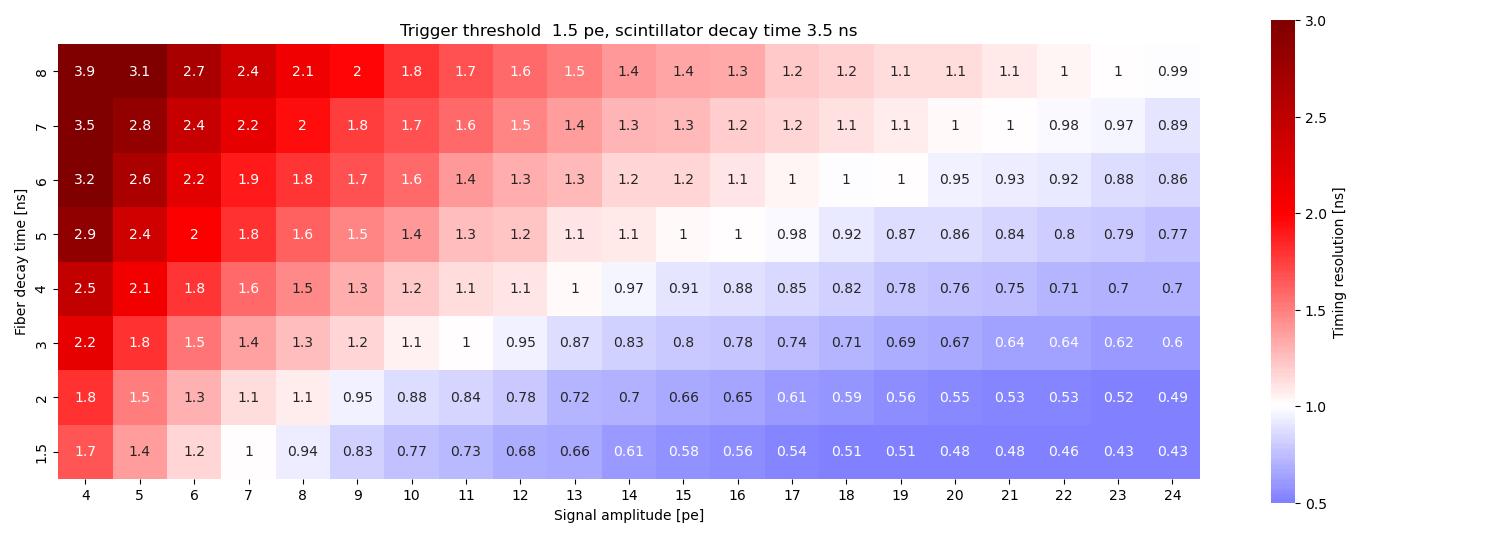 Trigger threshold  1.5 pe, scintillator decay time 3.5 ns
8 3.9 3.1 2.7 2.4 2.1 2 1.8 1.7 1.6 1.5 1.4 1.4 1.3 1.2 1.2 1.1 1.1 1.1 1 1 0.99
7 3.5 2.8 2.4 2.2 2 1.8 1.7 1.6 1.5 1.4 1.3 1.3 1.2 1.2 1.1 1.1 1 1 0.98 0.97 0.89
6 3.2 2.6 2.2 1.9 1.8 1.7 1.6 1.4 1.3 1.3 1.2 1.2 1.1 1 1 1 0.95 0.93 0.92 0.88 0.86
5 2.9 2.4 2 1.8 1.6 1.5 1.4 1.3 1.2 1.1 1.1 1 1 0.98 0.92 0.87 0.86 0.84 0.8 0.79 0.77
4 2.5 2.1 1.8 1.6 1.5 1.3 1.2 1.1 1.1 1 0.97 0.91 0.88 0.85 0.82 0.78 0.76 0.75 0.71 0.7 0.7
3 2.2 1.8 1.5 1.4 1.3 1.2 1.1 1 0.95 0.87 0.83 0.8 0.78 0.74 0.71 0.69 0.67 0.64 0.64 0.62 0.6
2 1.8 1.5 1.3 1.1 1.1 0.95 0.88 0.84 0.78 0.72 0.7 0.66 0.65 0.61 0.59 0.56 0.55 0.53 0.53 0.52 0.49
1.5 1.7 1.4 1.2 1 0.94 0.83 0.77 0.73 0.68 0.66 0.61 0.58 0.56 0.54 0.51 0.51 0.48 0.48 0.46 0.43 0.43
4 5 6 7 8 9 10 11 12 13 14 15 16 17 18 19 20 21 22 23 24
Signal amplitude [pe]
Fiber decay time [ns]
3.0
2.5
2.0
1.5
1.0
0.5
Timing resolution [ns]